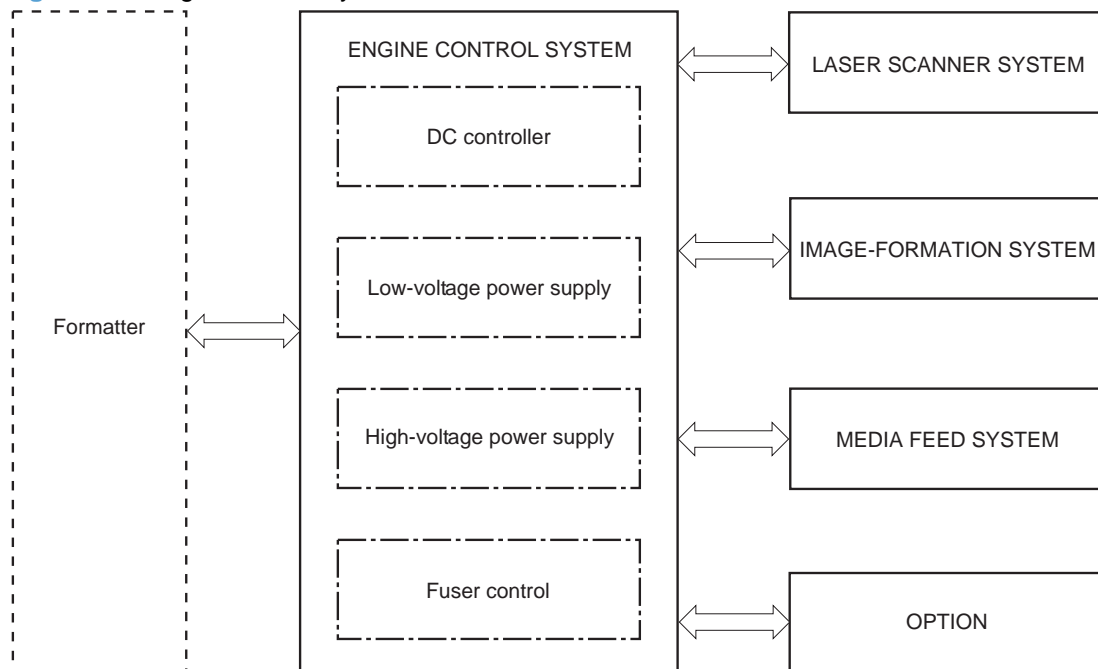 ENGINE CONTROL SYSTEM
DC controller
Low-voltage power supply
High-voltage power supply
Fuser control
Formatter
LASER SCANNER SYSTEM
IMAGE-FORMATION SYSTEM
MEDIA FEED SYSTEM
OPTION